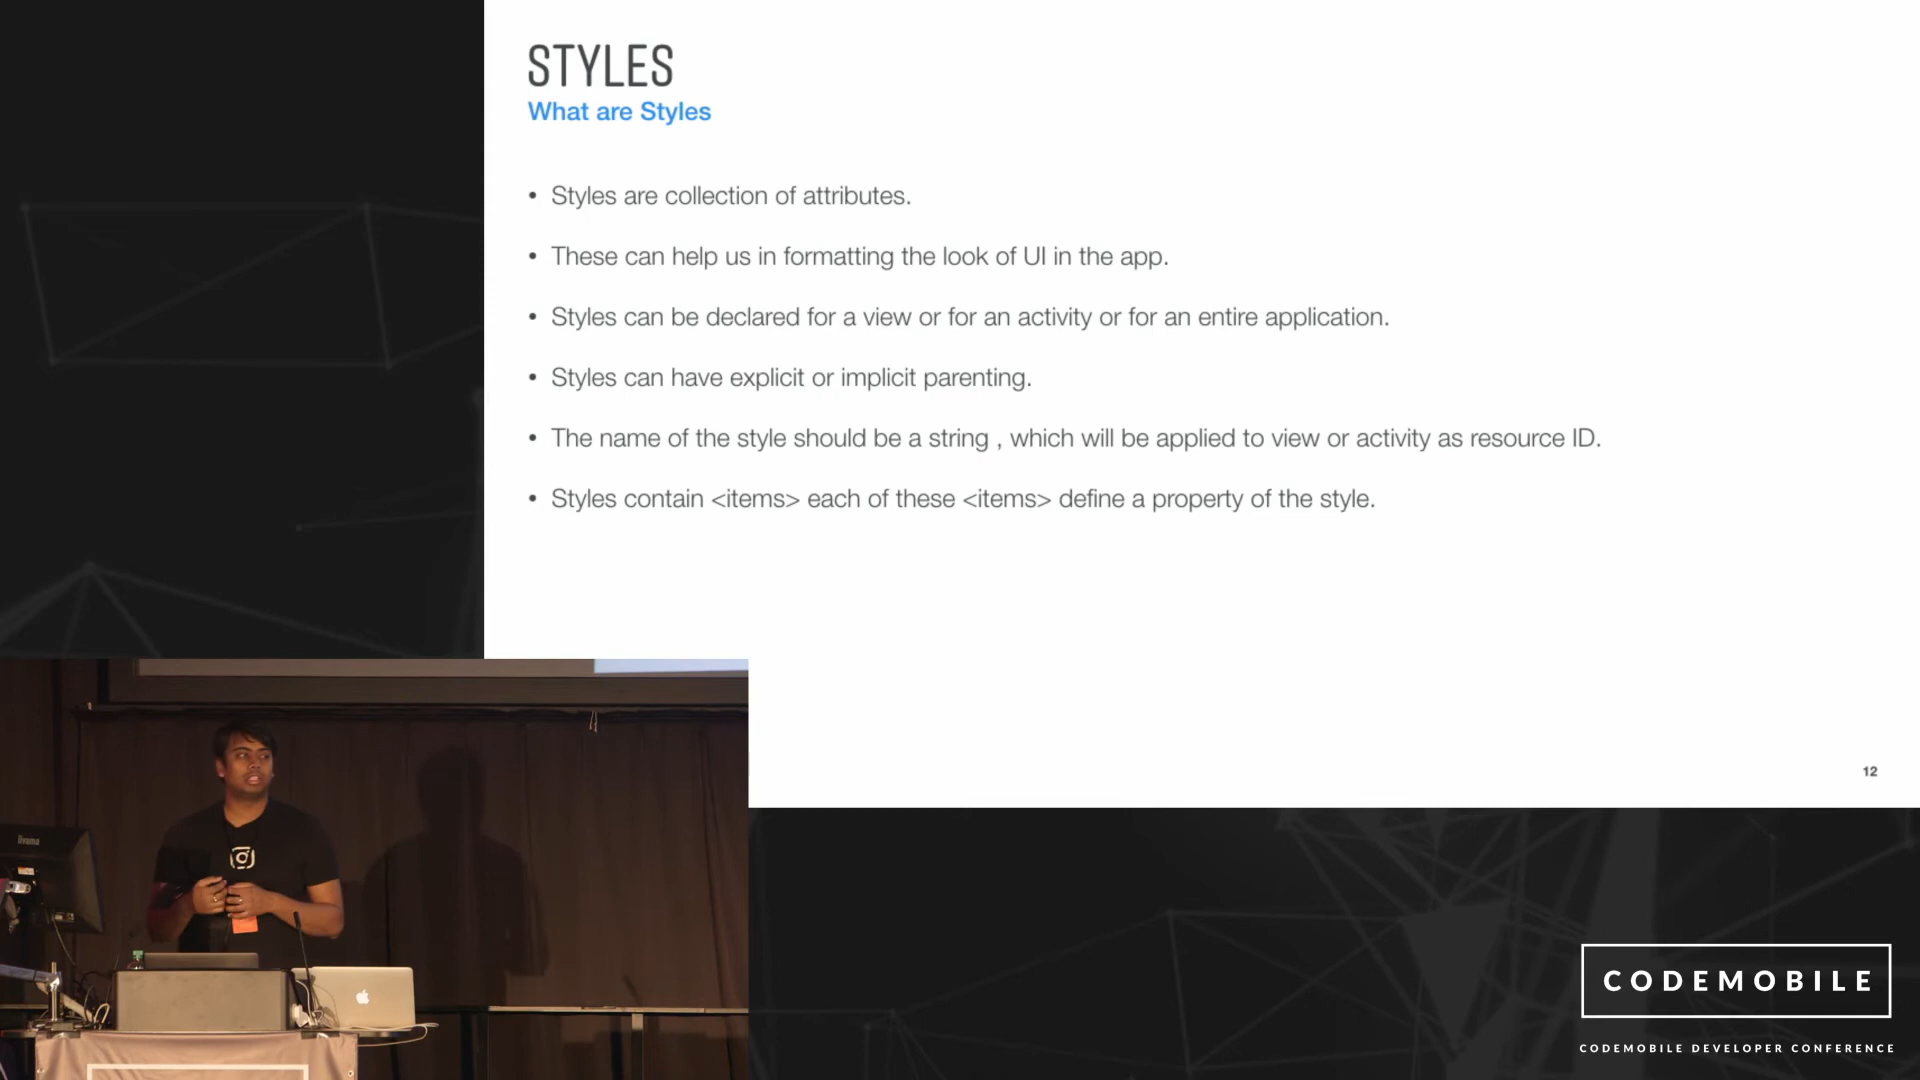 STYLES
What are Styles
• Styles are collection of attributes.
• These can help us in formatting the look of UI in the app.
• Styles can be declared for a view or for an activity or for an entire application.
• Styles can have explicit or implicit parenting.
• The name of the style should be a string , which will be applied to view or activity as resource ID.
• Styles contain <items> each of these <items> define a property of the style.
12
iiyama
CODEMOBILE
CODEMOBILE DEVELOPER CONFERENCE